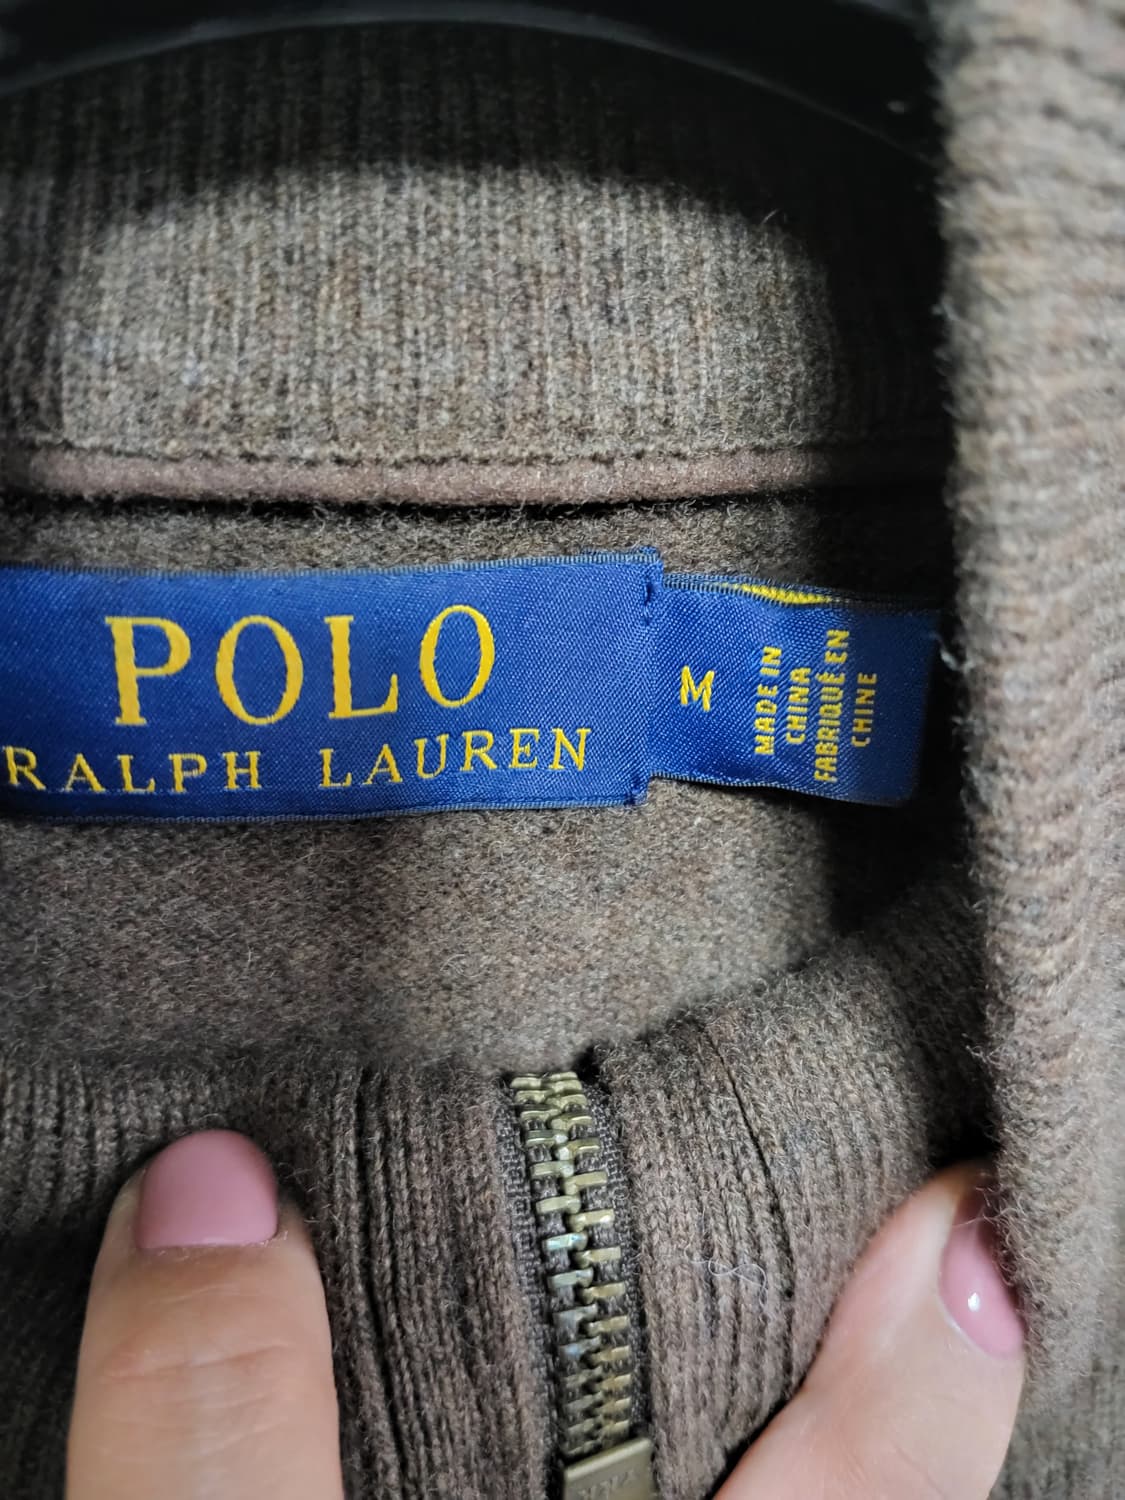 POLO
RALPH LAUREN
M
MADE IN
CHINA
FABRIQUÉ EN
CHINE